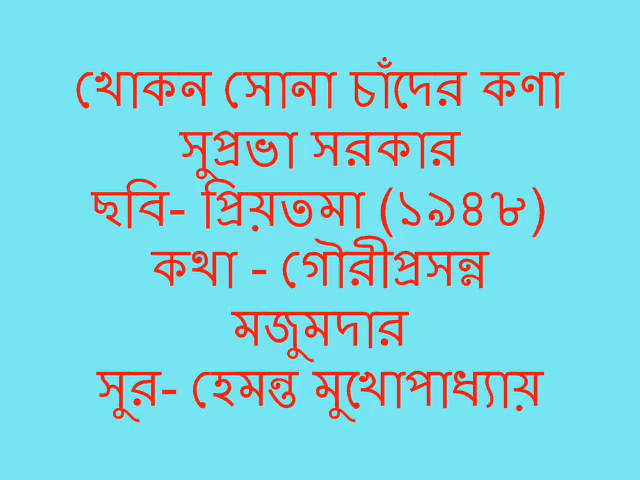 খোকন সোনা চাঁদের কণা
সুপ্রভা সরকার
ছবি- প্রিয়তমা (১৯৪৮)
কথা - গৌরীপ্রসন্ন
মজুমদার
সুর- হেমন্ত মুখোপাধ্যায়